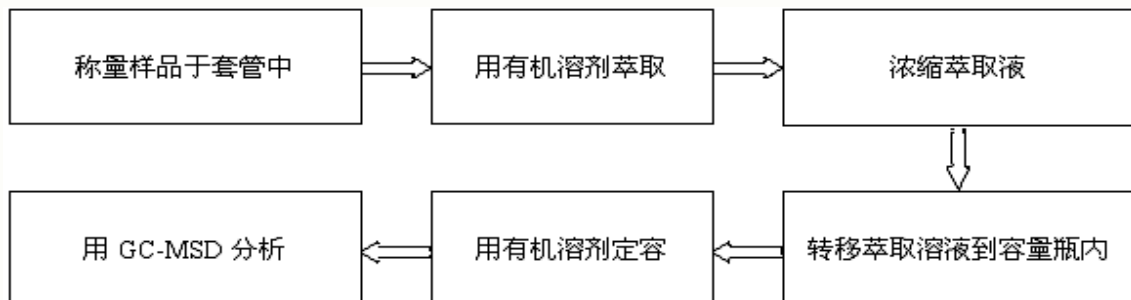 称量样品于套管中
用有机溶剂萃取
浓缩萃取液
转移萃取溶液到容量瓶内
用有机溶剂定容
用 GC-MSD 分析